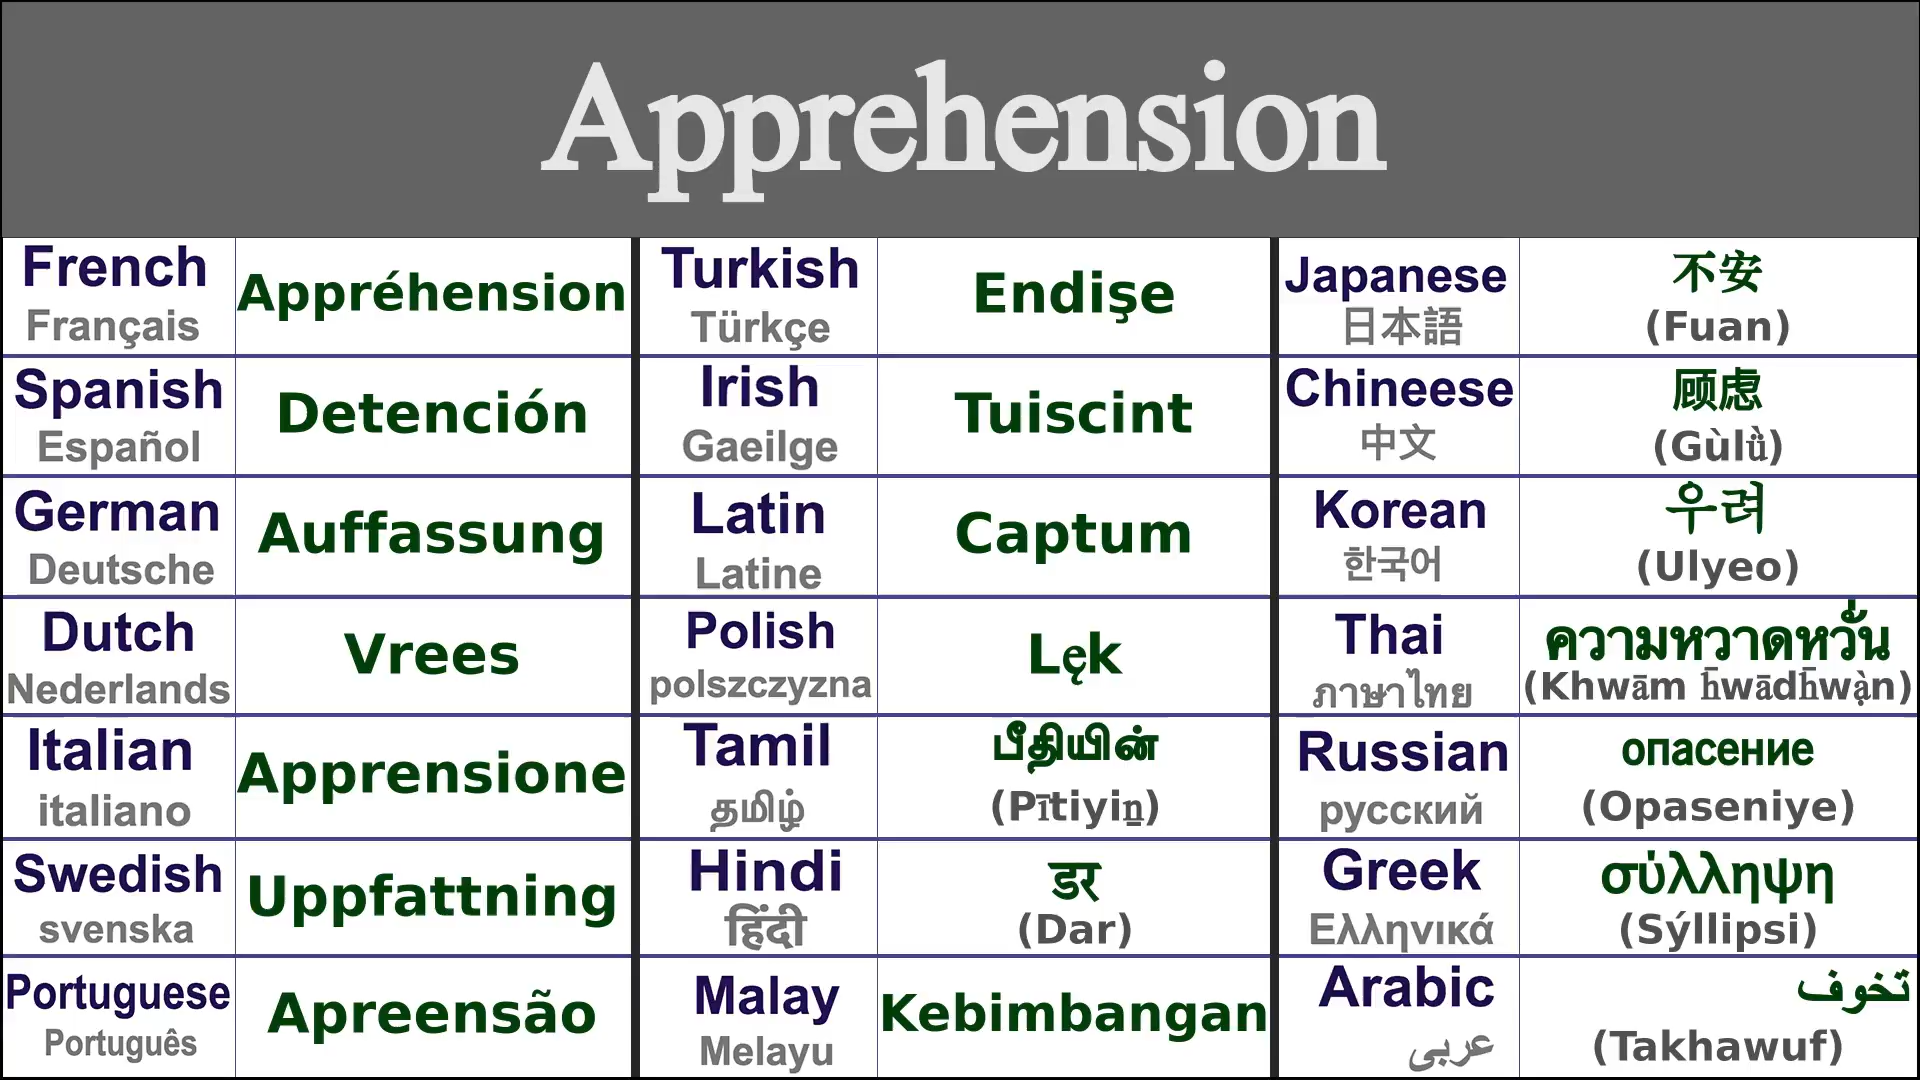 Apprehension
French
Français
Appréhension
Turkish
Türkçe
Endişe
Japanese
日本語
不安
(Fuan)
Spanish
Español
Detención
Irish
Gaeilge
Tuiscint
Chineese
中文
顾虑
(Gùlǜ)
German
Deutsche
Auffassung
Latin
Latine
Captum
Korean
한국어
우려
(Ulyeo)
Dutch
Nederlands
Vrees
Polish
polszczyzna
Lęk
Thai
ภาษาไทย
ความหวาดหวั่น
(Khwām h̄wādh̄wạ̀n)
Italian
italiano
Apprensione
Tamil
தமிழ்
பீதியின்
(Pītiyiṉ)
Russian
русский
опасение
(Opaseniye)
Swedish
svenska
Uppfattning
Hindi
हिंदी
डर
(Dar)
Greek
Ελληνικά
σύλληψη
(Sýllipsi)
Portuguese
Português
Apreensão
Malay
Melayu
Kebimbangan
Arabic
عربى
تخوف
(Takhawuf)